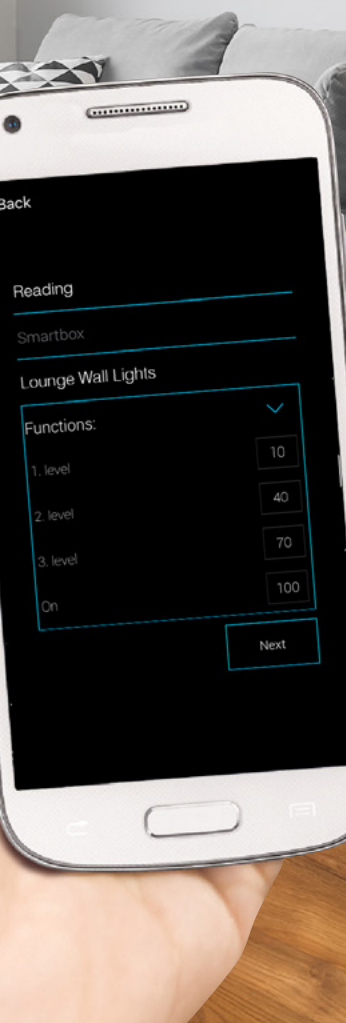 Back
Reading
Smartbox
Lounge Wall Lights
Functions:
1. level 10
2. level 40
3. level 70
On 100
Next